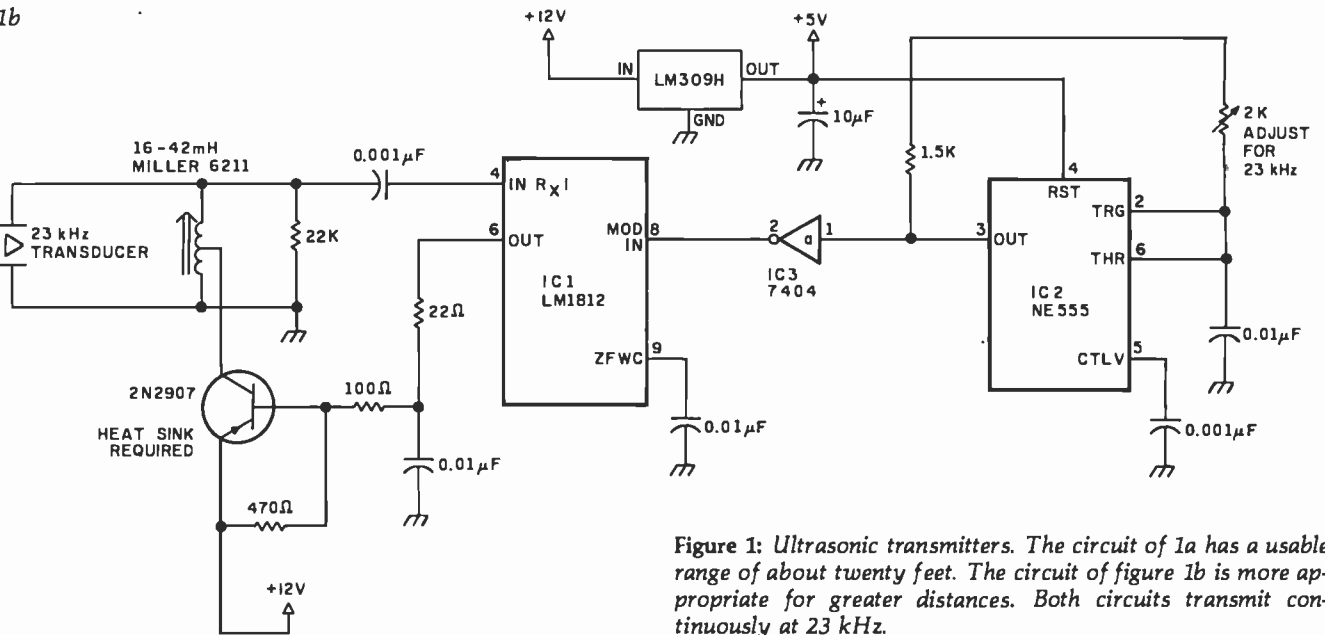 1b
+12V
+5V
IN
LM309H
OUT
GND
+
10µF
2K
ADJUST
FOR
23 kHz
1.5K
16-42mH
MILLER 6211
0.001µF
4
IN RXI
6
OUT
MOD
IN
8
IC1
LM1812
ZFWC
9
2
a
1
IC3
7404
3
OUT
4
RST
TRG
2
THR
6
IC2
NE555
CTLV
5
0.01µF
0.001µF
23 kHz
TRANSDUCER
22K
22Ω
2N2907
100Ω
HEAT SINK
REQUIRED
0.01µF
0.01µF
470Ω
+12V
Figure 1: Ultrasonic transmitters. The circuit of 1a has a usable
range of about twenty feet. The circuit of figure 1b is more ap-
propriate for greater distances. Both circuits transmit con-
tinuously at 23 kHz.